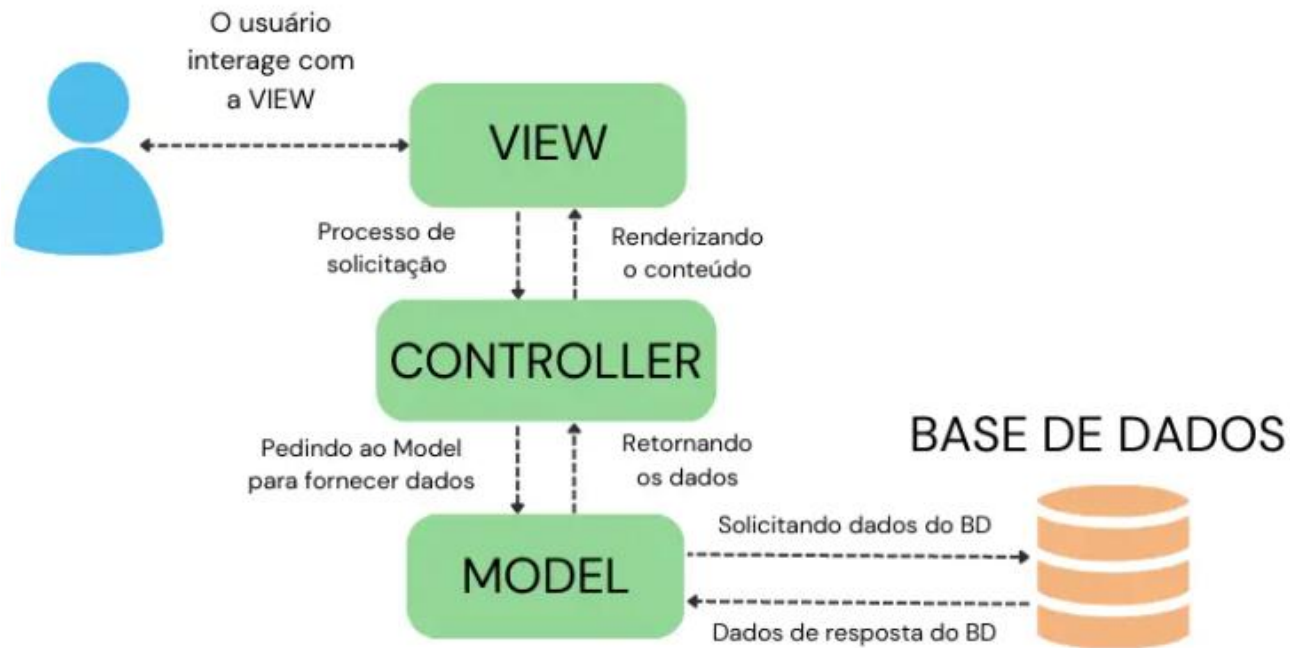 O usuário
interage com
a VIEW
VIEW
Processo de
solicitação
Renderizando
o conteúdo
CONTROLLER
Pedindo ao Model
para fornecer dados
Retornando
os dados
BASE DE DADOS
MODEL
Solicitando dados do BD
Dados de resposta do BD